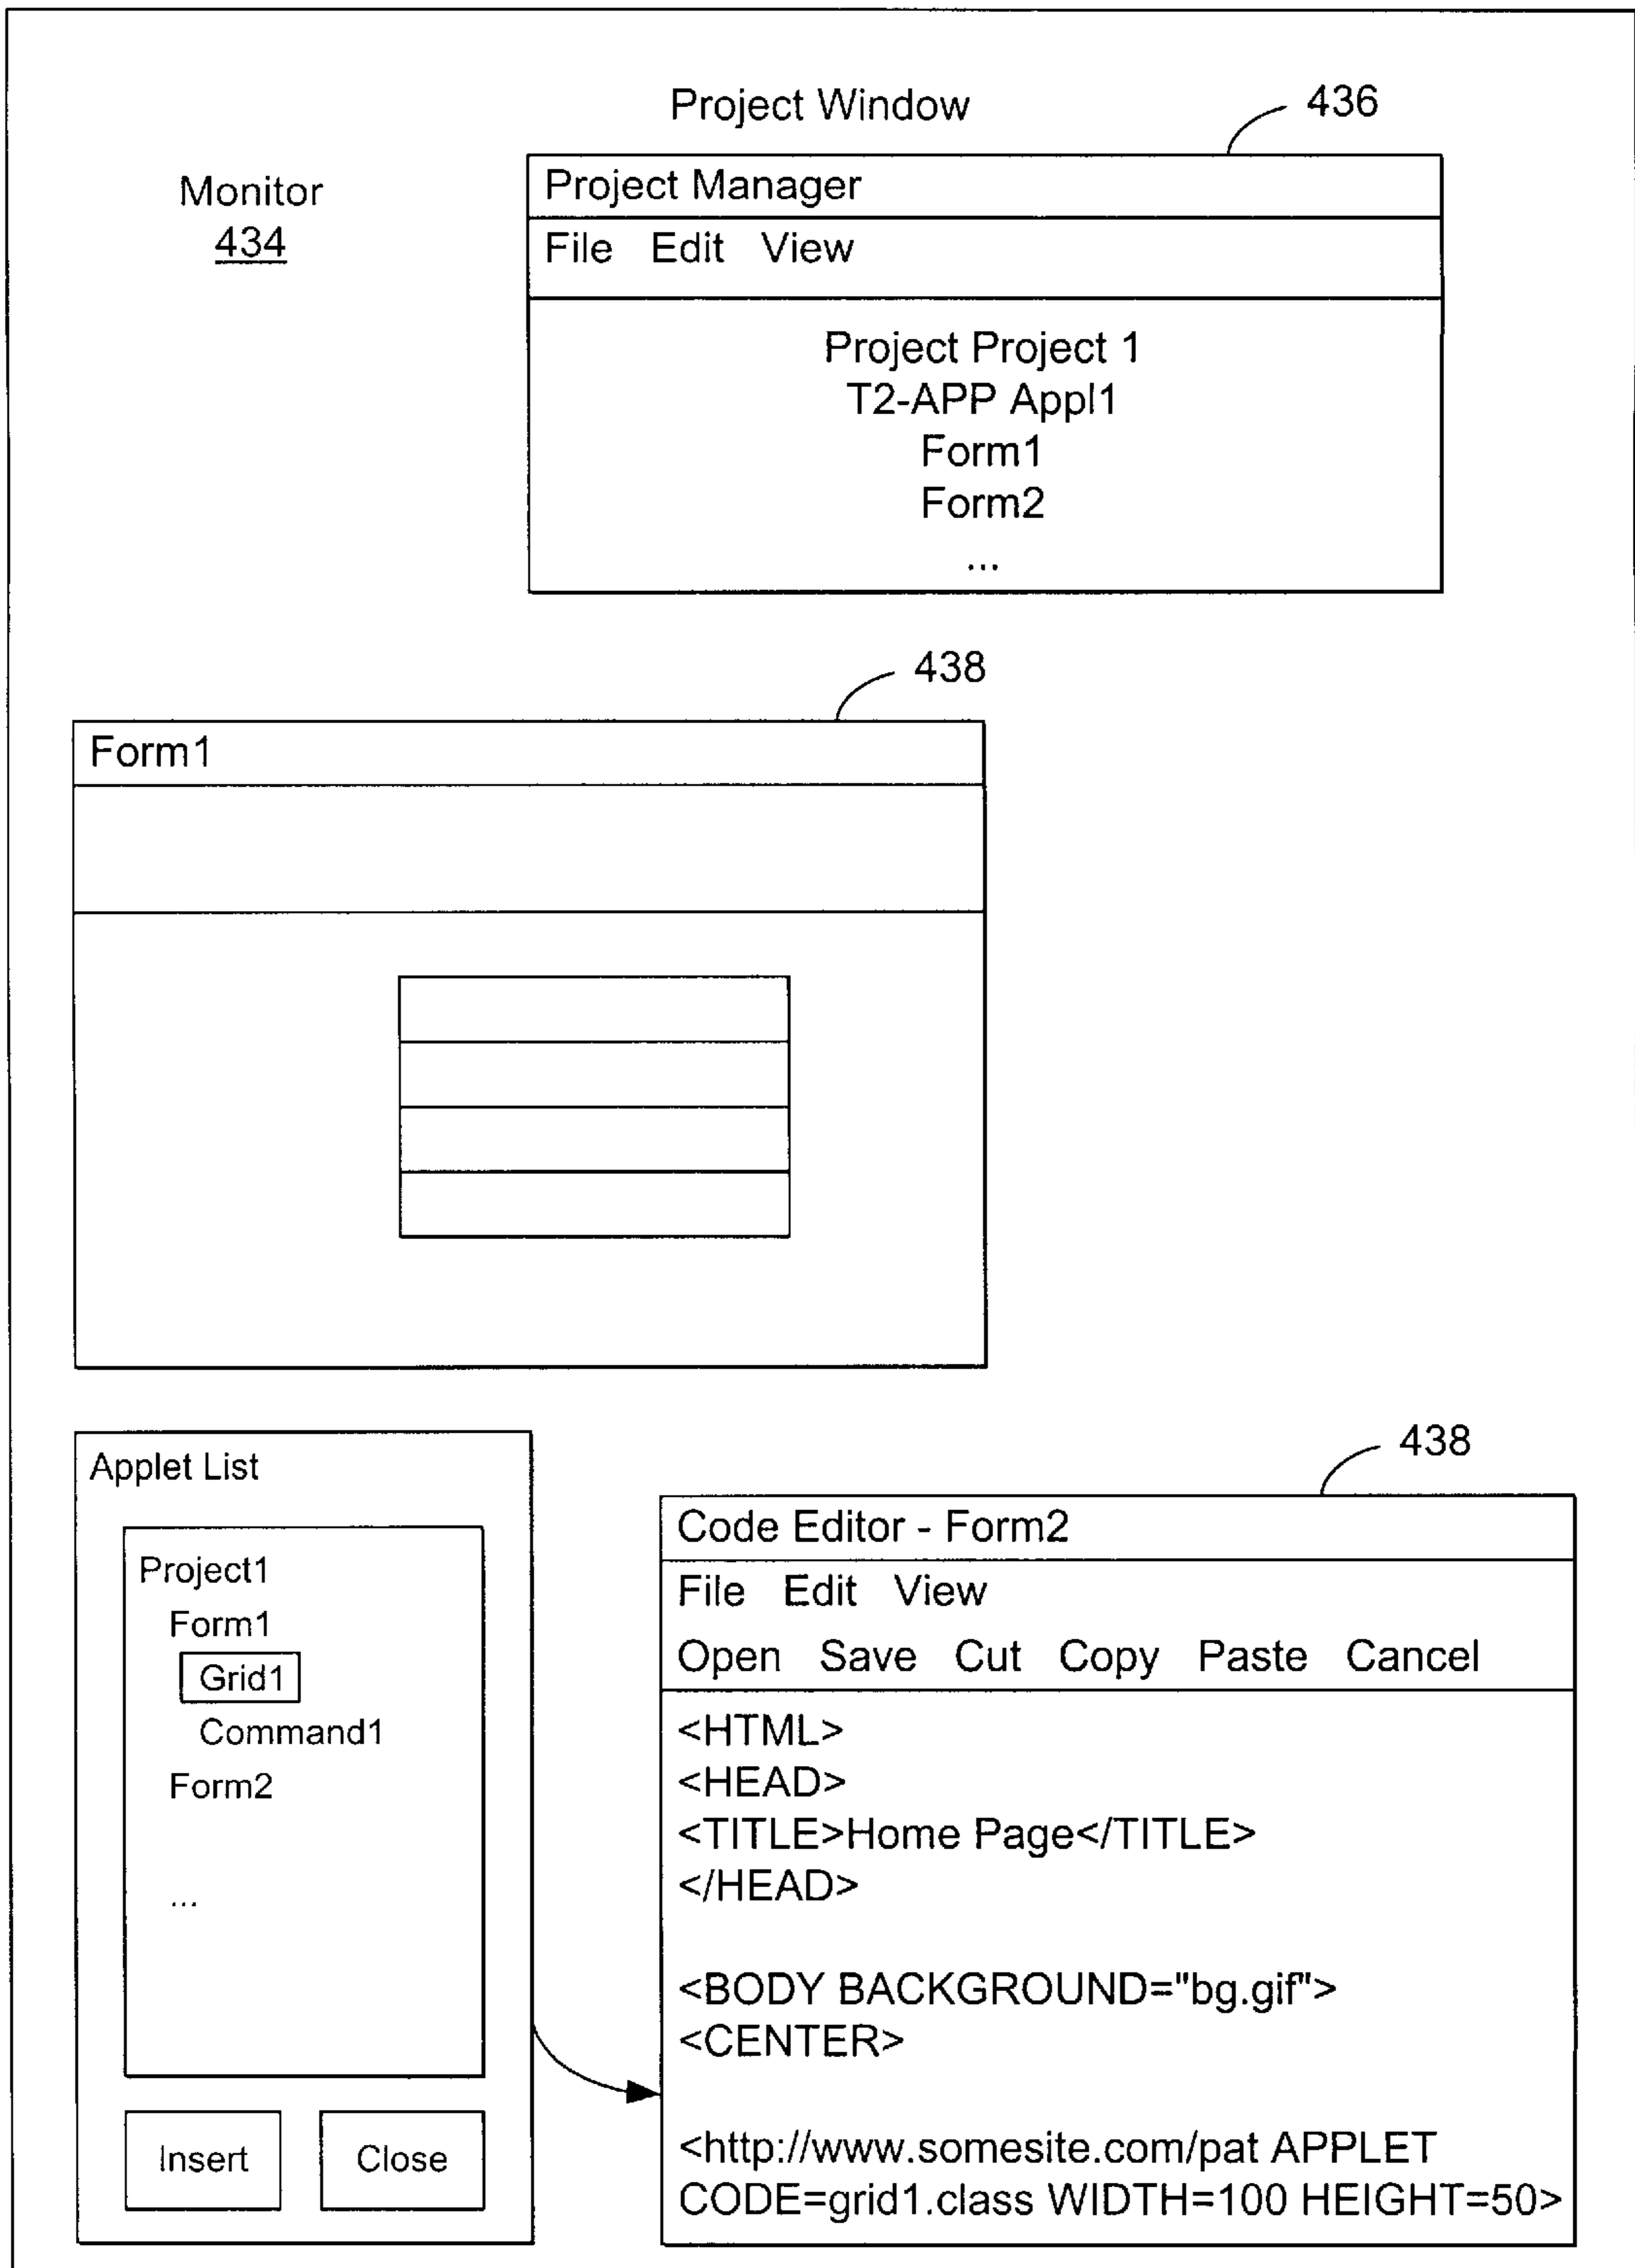 Project Window
436
Monitor
434
Project Manager
File Edit View
Project Project 1
T2-APP Appl1
Form1
Form2
...
438
Form1
Applet List
Project1
Form1
Grid1
Command1
Form2
...
Insert Close
438
Code Editor - Form2
File Edit View
Open Save Cut Copy Paste Cancel
<HTML>
<HEAD>
<TITLE>Home Page</TITLE>
</HEAD>
<BODY BACKGROUND="bg.gif">
<CENTER>
<http://www.somesite.com/pat APPLET
CODE=grid1.class WIDTH=100 HEIGHT=50>